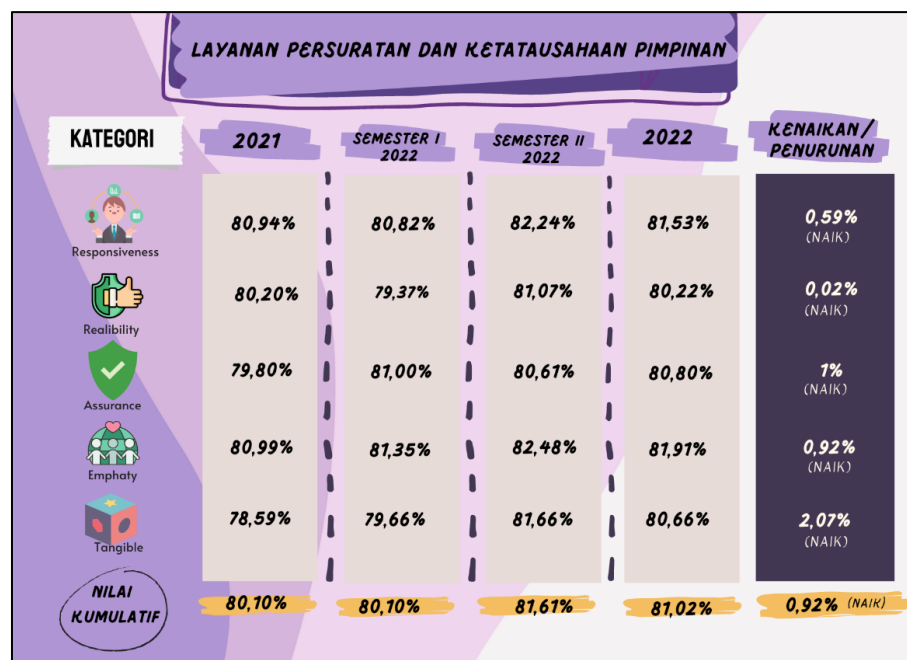 LAYANAN PERSURATAN DAN KETATAUSAHAAN PIMPINAN
KATEGORI
2021
SEMESTER I
2022
SEMESTER II
2022
2022
KENAIKAN/
PENURUNAN
Responsiveness
80,94%
80,82%
82,24%
81,53%
0,59%
(NAIK)
Realibility
80,20%
79,37%
81,07%
80,22%
0,02%
(NAIK)
Assurance
79,80%
81,00%
80,61%
80,80%
1%
(NAIK)
Emphaty
80,99%
81,35%
82,48%
81,91%
0,92%
(NAIK)
Tangible
78,59%
79,66%
81,66%
80,66%
2,07%
(NAIK)
NILAI
KUMULATIF
80,10%
80,10%
81,61%
81,02%
0,92% (NAIK)